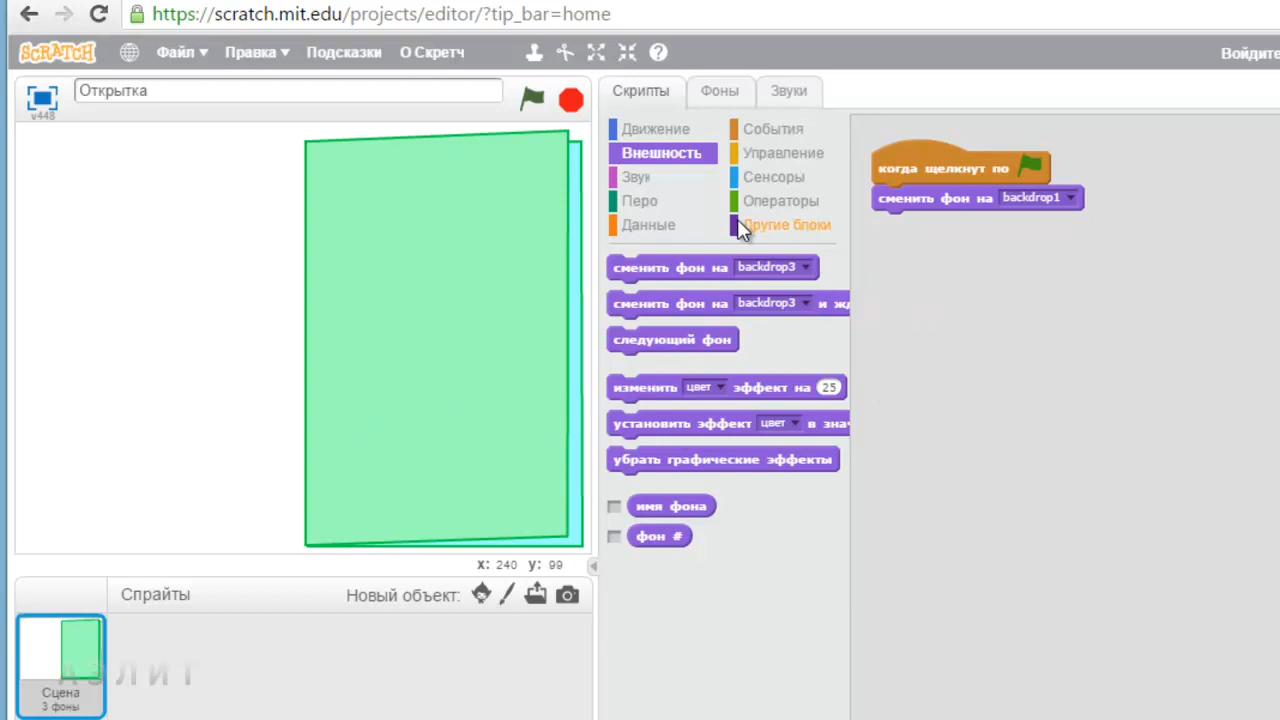 https://scratch.mit.edu/projects/editor/?tip_bar=home
SCRATCH Файл Правка Подсказки О Скретч Войдите
v448 Открытка
Скрипты Фоны Звуки
Движение События
Внешность Управление
Звук Сенсоры
Перо Операторы
Данные Другие блоки
когда щелкнут по
сменить фон на backdrop1
сменить фон на backdrop3
сменить фон на backdrop3 и
следующий фон
изменить цвет эффект на 25
установить эффект цвет в
убрать графические эффекты
имя фона
фон #
x: 240 y: 99
Спрайты Новый объект:
АЭЛИТ
Сцена
3 фоны